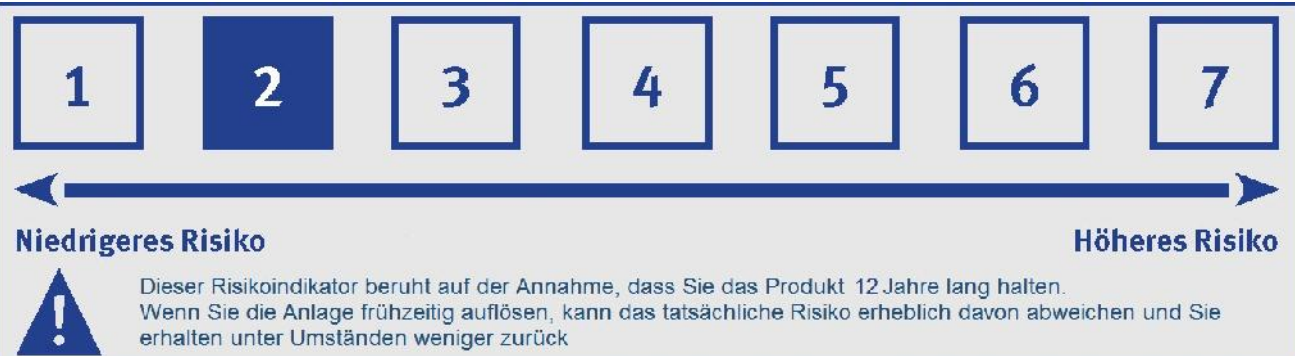 1 2 3 4 5 6 7
Niedrigeres Risiko Höheres Risiko
Dieser Risikoindikator beruht auf der Annahme, dass Sie das Produkt 12 Jahre lang halten.
Wenn Sie die Anlage frühzeitig auflösen, kann das tatsächliche Risiko erheblich davon abweichen und Sie
erhalten unter Umständen weniger zurück